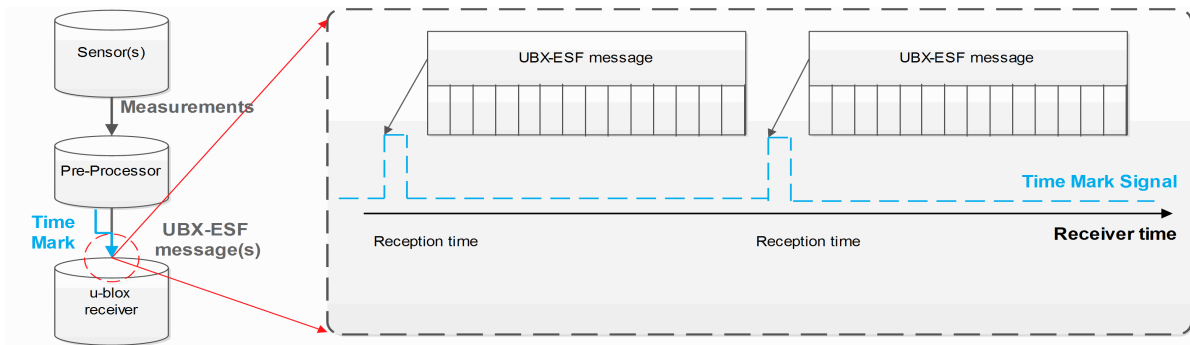 Sensor(s)
Measurements
Pre-Processor
Time
Mark
UBX-ESF
message(s)
u-blox
receiver
UBX-ESF message
UBX-ESF message
Time Mark Signal
Reception time
Reception time
Receiver time